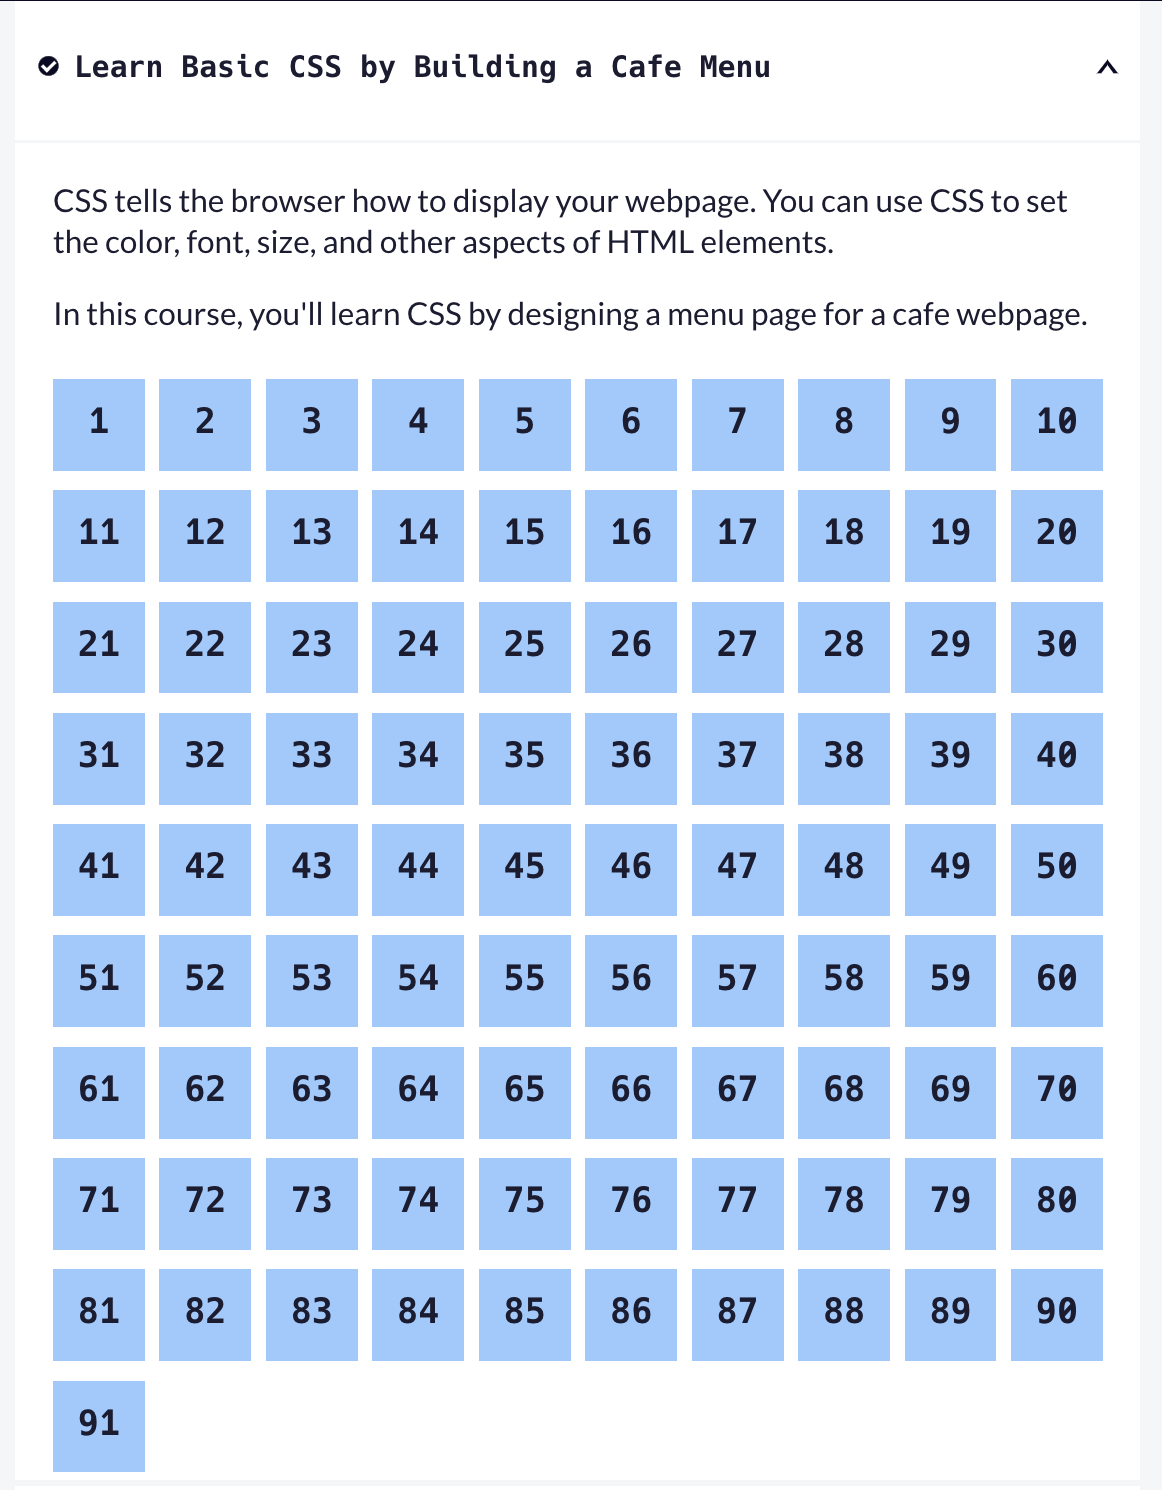 Learn Basic CSS by Building a Cafe Menu
CSS tells the browser how to display your webpage. You can use CSS to set
the color, font, size, and other aspects of HTML elements.
In this course, you'll learn CSS by designing a menu page for a cafe webpage.
1 2 3 4 5 6 7 8 9 10
11 12 13 14 15 16 17 18 19 20
21 22 23 24 25 26 27 28 29 30
31 32 33 34 35 36 37 38 39 40
41 42 43 44 45 46 47 48 49 50
51 52 53 54 55 56 57 58 59 60
61 62 63 64 65 66 67 68 69 70
71 72 73 74 75 76 77 78 79 80
81 82 83 84 85 86 87 88 89 90
91